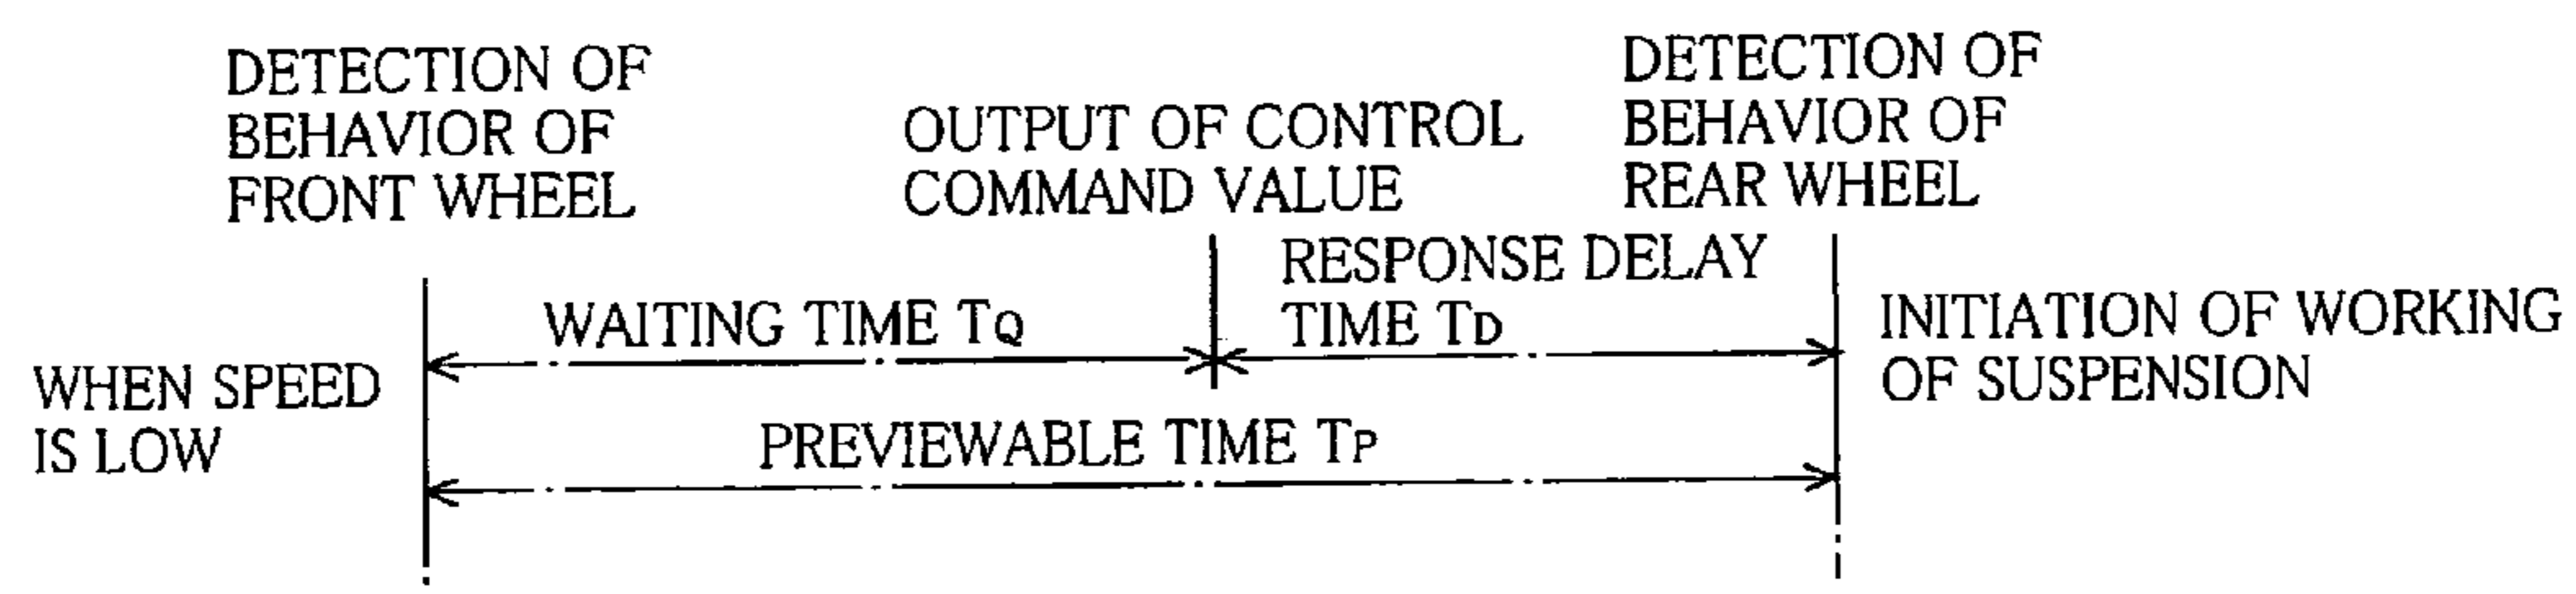 DETECTION OF
BEHAVIOR OF
FRONT WHEEL
OUTPUT OF CONTROL
COMMAND VALUE
DETECTION OF
BEHAVIOR OF
REAR WHEEL
WAITING TIME TQ
RESPONSE DELAY
TIME TD
INITIATION OF WORKING
OF SUSPENSION
WHEN SPEED
IS LOW
PREVIEWABLE TIME TP